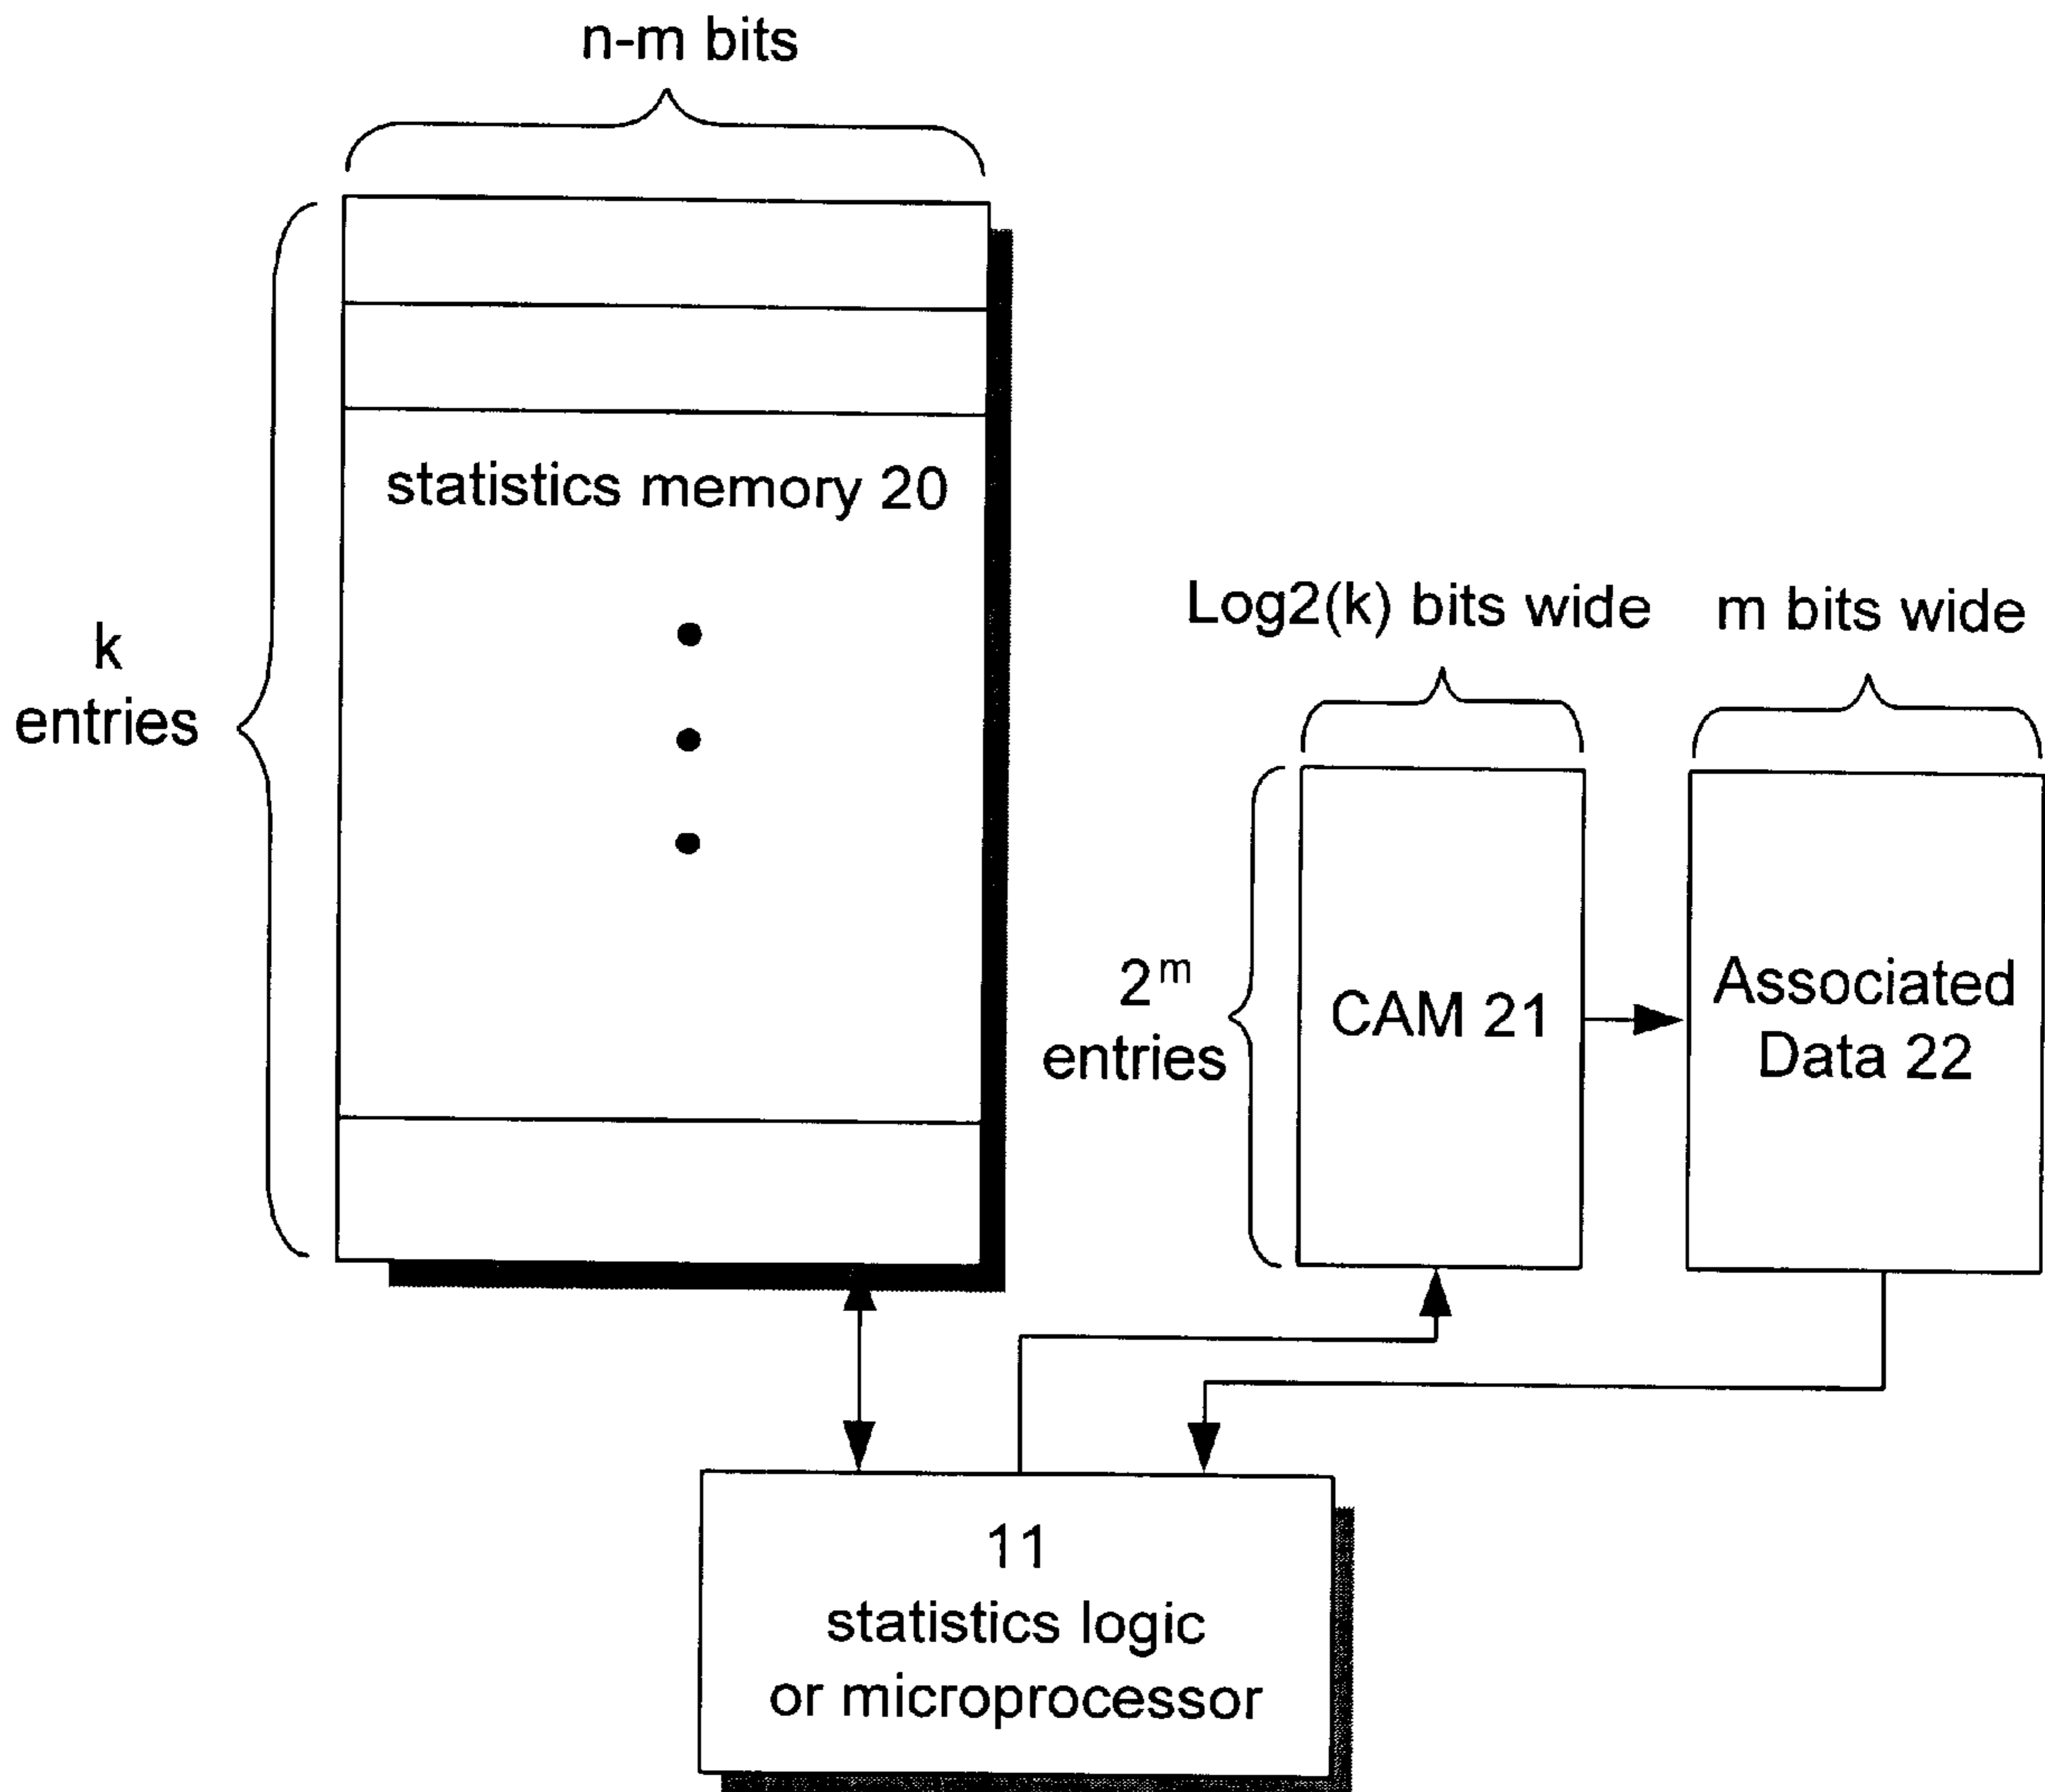 n-m bits
statistics memory 20
k
entries
Log2(k) bits wide
m bits wide
2^m
entries
CAM 21
Associated
Data 22
11
statistics logic
or microprocessor